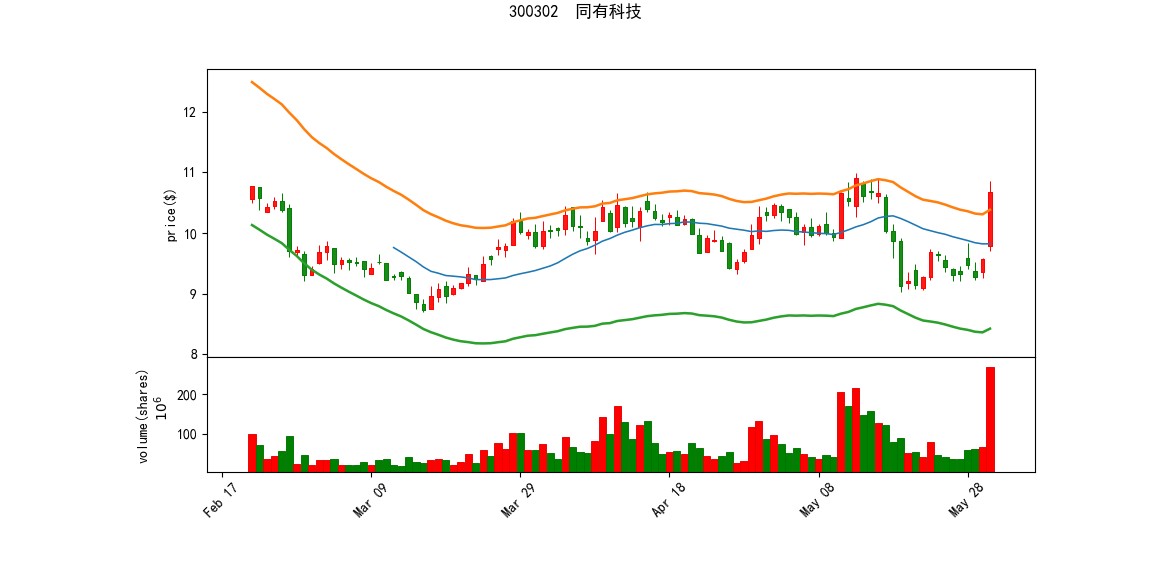 300302 同有科技
price($)
12
11
10
9
8
volume(shares)
10^6
200
100
Feb 17
Mar 09
Mar 29
Apr 18
May 08
May 28